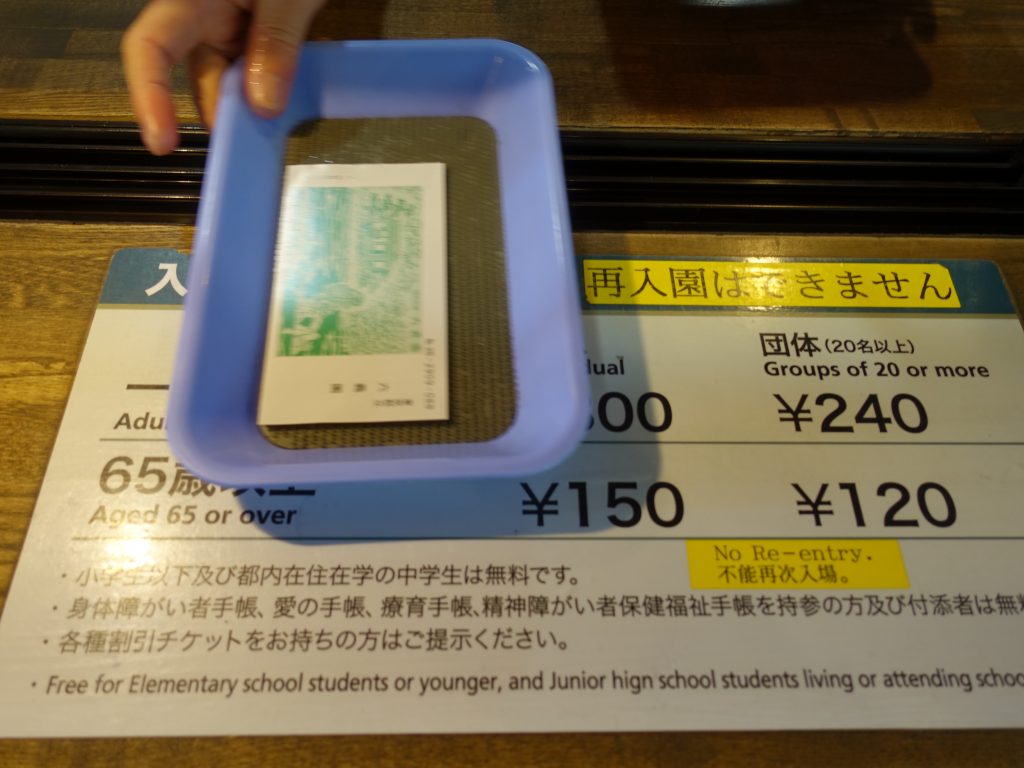 入
再入園はできません
団体(20名以上)
Groups of 20 or more
¥240
65歳以上
Aged 65 or over
¥150
¥120
No Re-entry.
不能再次入場。
・小学生以下及び都内在住在学の中学生は無料です。
・身体障がい者手帳、愛の手帳、療育手帳、精神障がい者保健福祉手帳を持参の方及び付添者は無料
・各種割引チケットをお持ちの方はご提示ください。
・Free for Elementary school students or younger, and Junior hign school students living or attending schoo
六義園